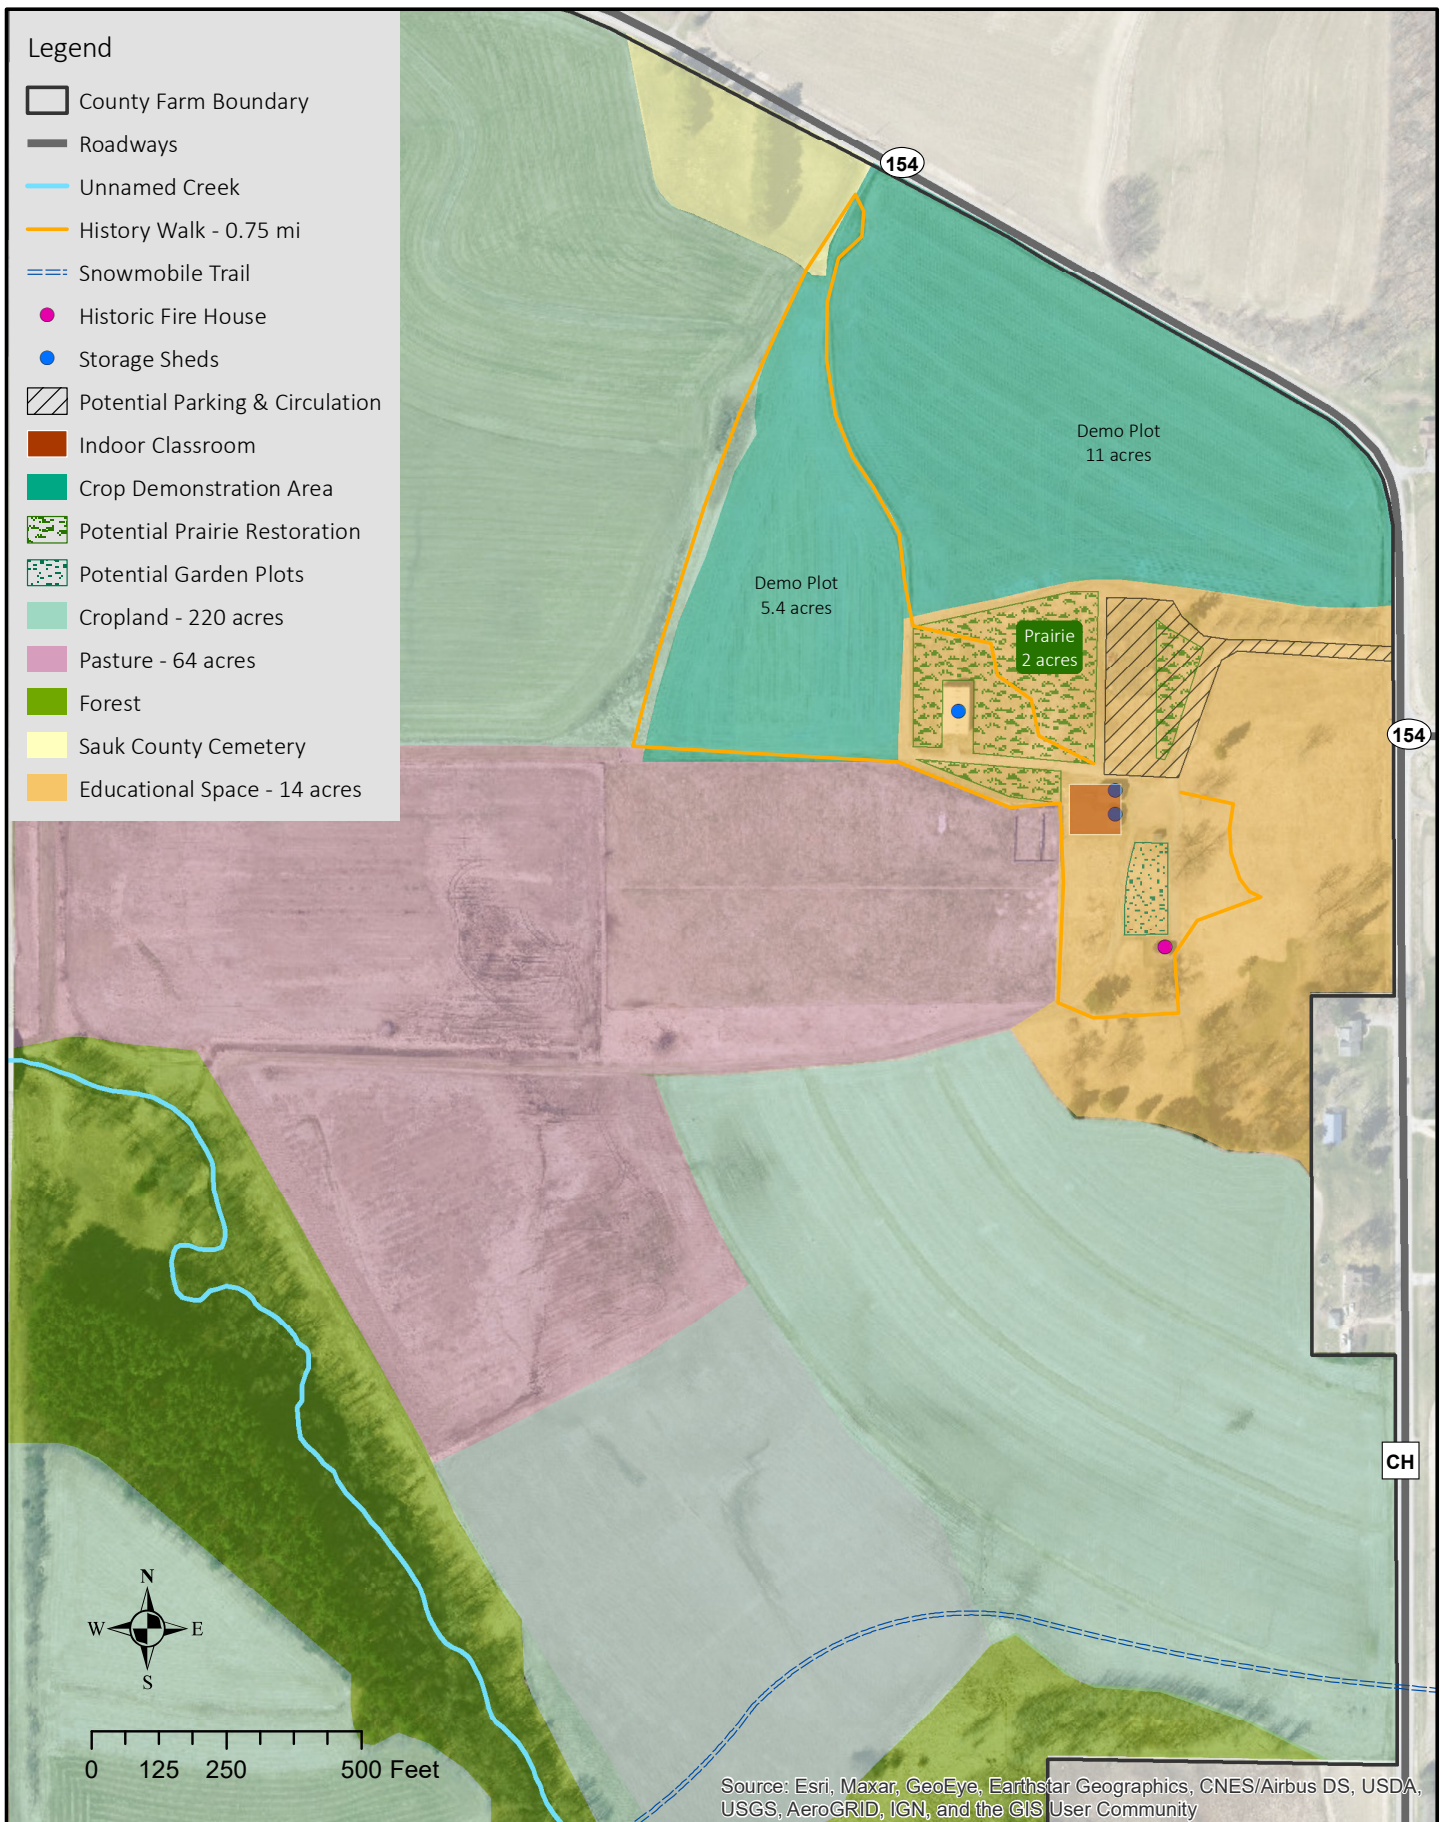 Legend
County Farm Boundary
Roadways
Unnamed Creek
History Walk - 0.75 mi
Snowmobile Trail
Historic Fire House
Storage Sheds
Potential Parking & Circulation
Indoor Classroom
Crop Demonstration Area
Potential Prairie Restoration
Potential Garden Plots
Cropland - 220 acres
Pasture - 64 acres
Forest
Sauk County Cemetery
Educational Space - 14 acres
154
Demo Plot
11 acres
Demo Plot
5.4 acres
Prairie
2 acres
154
CH
N
W E
S
0 125 250 500 Feet
Source: Esri, Maxar, GeoEye, Earthstar Geographics, CNES/Airbus DS, USDA,
USGS, AeroGRID, IGN, and the GIS User Community